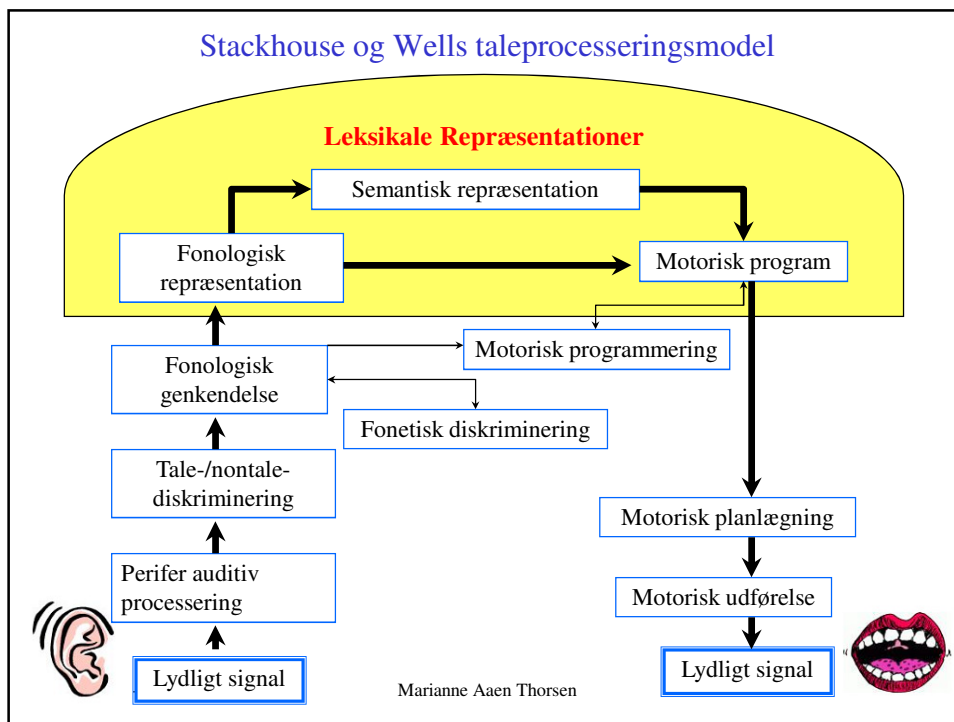 Stackhouse og Wells taleprocesseringsmodel
Leksikale Repræsentationer
Semantisk repræsentation
Fonologisk
repræsentation
Motorisk program
Fonologisk
genkendelse
Motorisk programmering
Fonetisk diskriminering
Tale-/nontale-
diskriminering
Motorisk planlægning
Perifer auditiv
processering
Motorisk udførelse
Lydligt signal
Lydligt signal
Marianne Aaen Thorsen